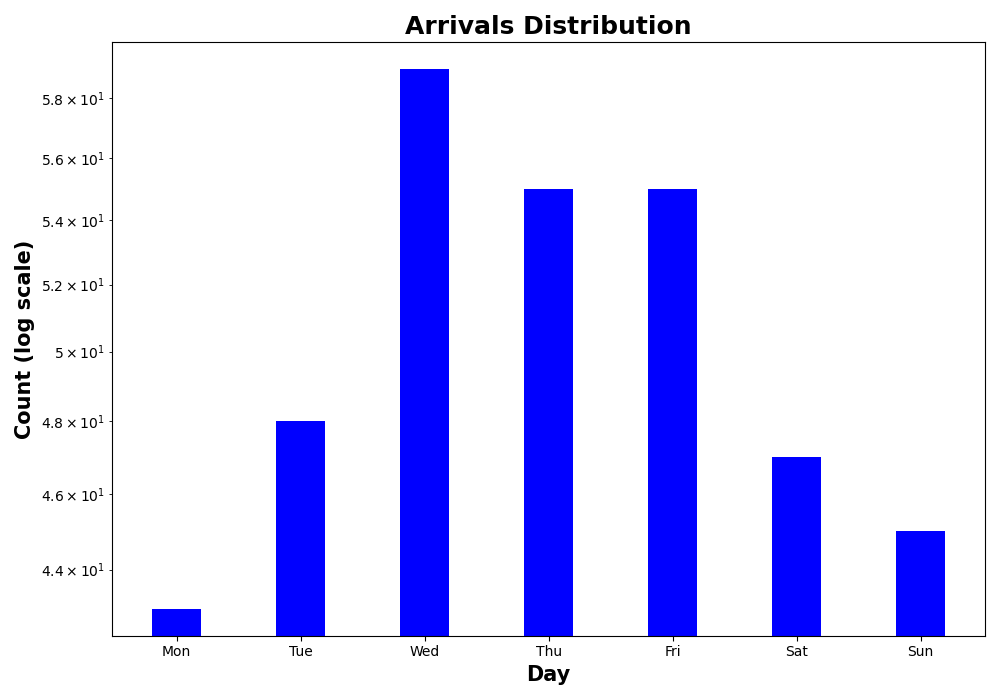 Arrivals Distribution
Count (log scale)
5.8 × 10¹
5.6 × 10¹
5.4 × 10¹
5.2 × 10¹
5 × 10¹
4.8 × 10¹
4.6 × 10¹
4.4 × 10¹
Mon Tue Wed Thu Fri Sat Sun
Day